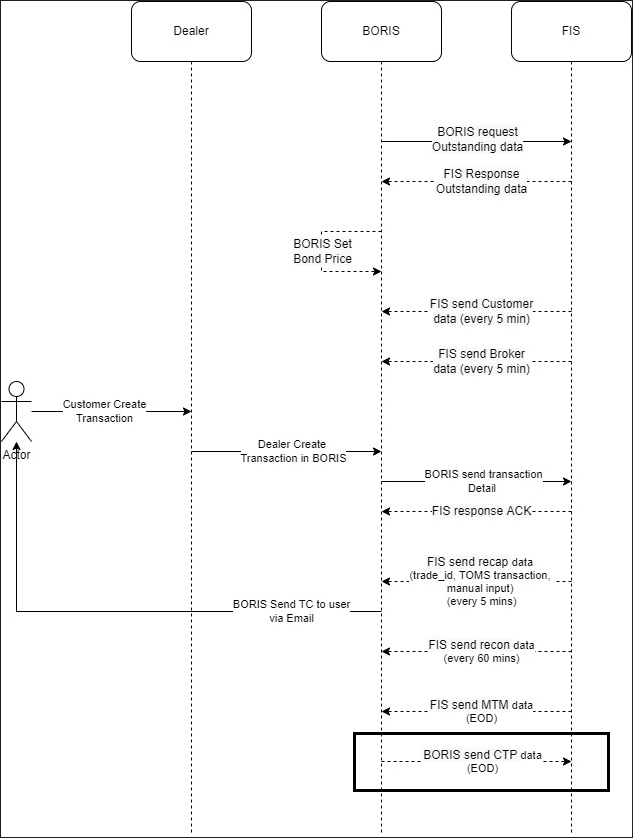 Dealer
BORIS
FIS
BORIS request
Outstanding data
FIS Response
Outstanding data
BORIS Set
Bond Price
FIS send Customer
data (every 5 min)
FIS send Broker
data (every 5 min)
Customer Create
Transaction
Actor
Dealer Create
Transaction in BORIS
BORIS send transaction
Detail
FIS response ACK
FIS send recap data
(trade_id, TOMS transaction,
manual input)
(every 5 mins)
BORIS Send TC to user
via Email
FIS send recon data
(every 60 mins)
FIS send MTM data
(EOD)
BORIS send CTP data
(EOD)